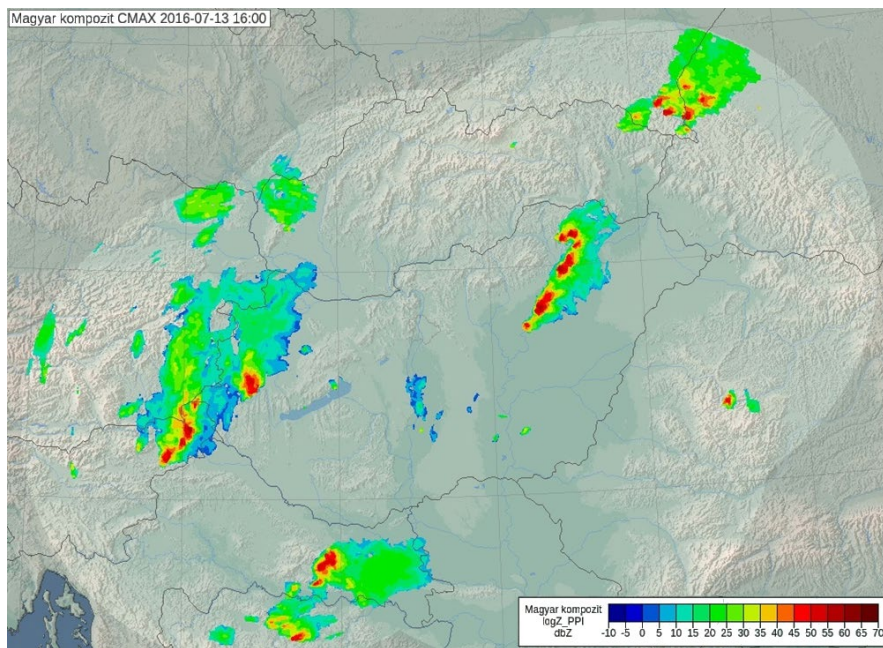 Magyar kompozit CMAX 2016-07-13 16:00
Magyar kompozit
logZ_PPI
dbZ
-10 -5 0 5 10 15 20 25 30 35 40 45 50 55 60 65 70